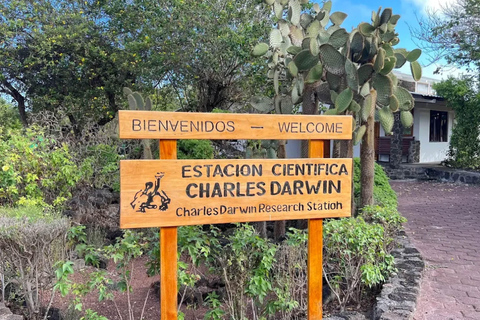 BIENVENIDOS — WELCOME
ESTACION CIENTIFICA
CHARLES DARWIN
Charles Darwin Research Station